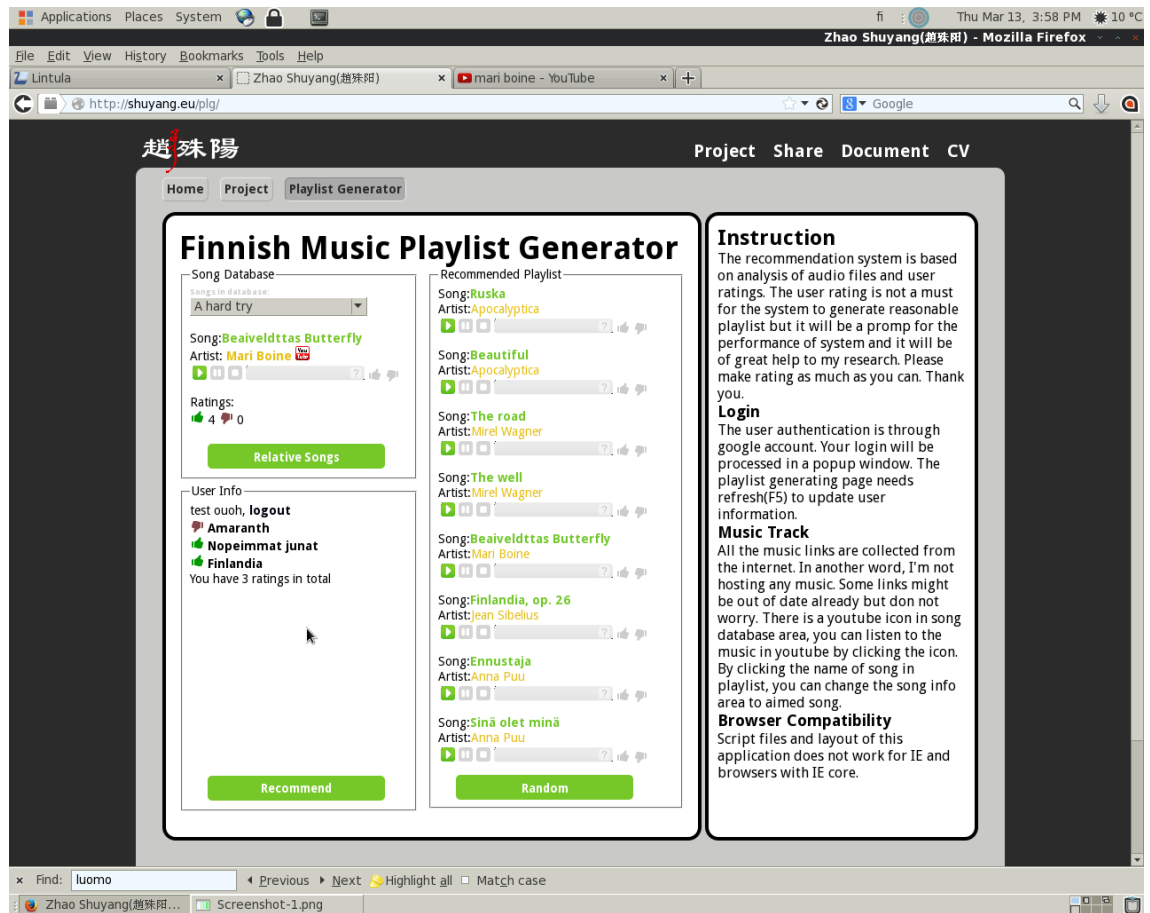 Applications Places System fi Thu Mar 13, 3:58 PM 10 °C
Zhao Shuyang(趙殊阳) - Mozilla Firefox
File Edit View History Bookmarks Tools Help
Lintula × Zhao Shuyang(趙殊阳) × mari boine - YouTube ×
http://shuyang.eu/plg/ Google
趙殊陽
Project Share Document CV
Home Project Playlist Generator
Finnish Music Playlist Generator
Song Database
Songs in database:
A hard try
Song:Beaiveldttas Butterfly
Artist: Mari Boine You Tube
?
Ratings:
4 0
Relative Songs
User Info
test ouoh, logout
Amaranth
Nopeimmat junat
Finlandia
You have 3 ratings in total
Recommend
Recommended Playlist
Song:Ruska
Artist:Apocalyptica
?
Song:Beautiful
Artist:Apocalyptica
?
Song:The road
Artist:Mirel Wagner
?
Song:The well
Artist:Mirel Wagner
?
Song:Beaiveldttas Butterfly
Artist:Mari Boine
?
Song:Finlandia, op. 26
Artist:Jean Sibelius
?
Song:Ennustaja
Artist:Anna Puu
?
Song:Sinä olet minä
Artist:Anna Puu
?
Random
Instruction
The recommendation system is based
on analysis of audio files and user
ratings. The user rating is not a must
for the system to generate reasonable
playlist but it will be a promp for the
performance of system and it will be
of great help to my research. Please
make rating as much as you can. Thank
you.
Login
The user authentication is through
google account. Your login will be
processed in a popup window. The
playlist generating page needs
refresh(F5) to update user
information.
Music Track
All the music links are collected from
the internet. In another word, I'm not
hosting any music. Some links might
be out of date already but don not
worry. There is a youtube icon in song
database area, you can listen to the
music in youtube by clicking the icon.
By clicking the name of song in
playlist, you can change the song info
area to aimed song.
Browser Compatibility
Script files and layout of this
application does not work for IE and
browsers with IE core.
× Find: luomo Previous Next Highlight all Match case
Zhao Shuyang(趙殊阳... Screenshot-1.png